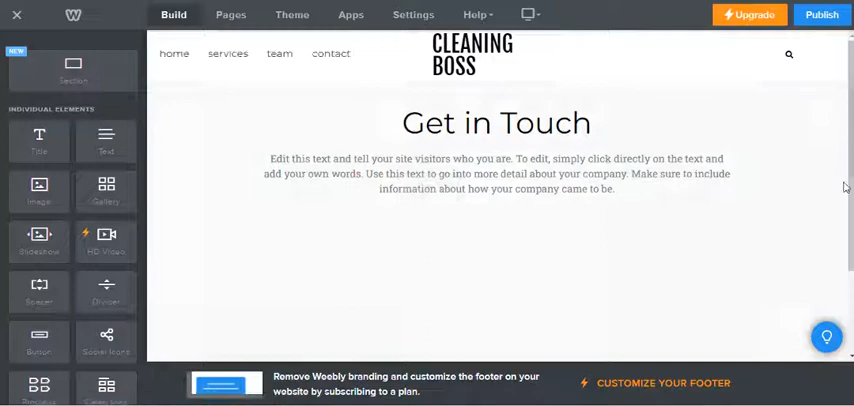 Build Pages Theme Apps Settings Help Upgrade Publish
NEW
Section
INDIVIDUAL ELEMENTS
Title Text
Image Gallery
Slideshow HD Video
Spacer Divider
Button Social Icons
home services team contact
CLEANING
BOSS
Get in Touch
Edit this text and tell your site visitors who you are. To edit, simply click directly on the text and
add your own words. Use this text to go into more detail about your company. Make sure to include
information about how your company came to be.
Remove Weebly branding and customize the footer on your
website by subscribing to a plan.
CUSTOMIZE YOUR FOOTER